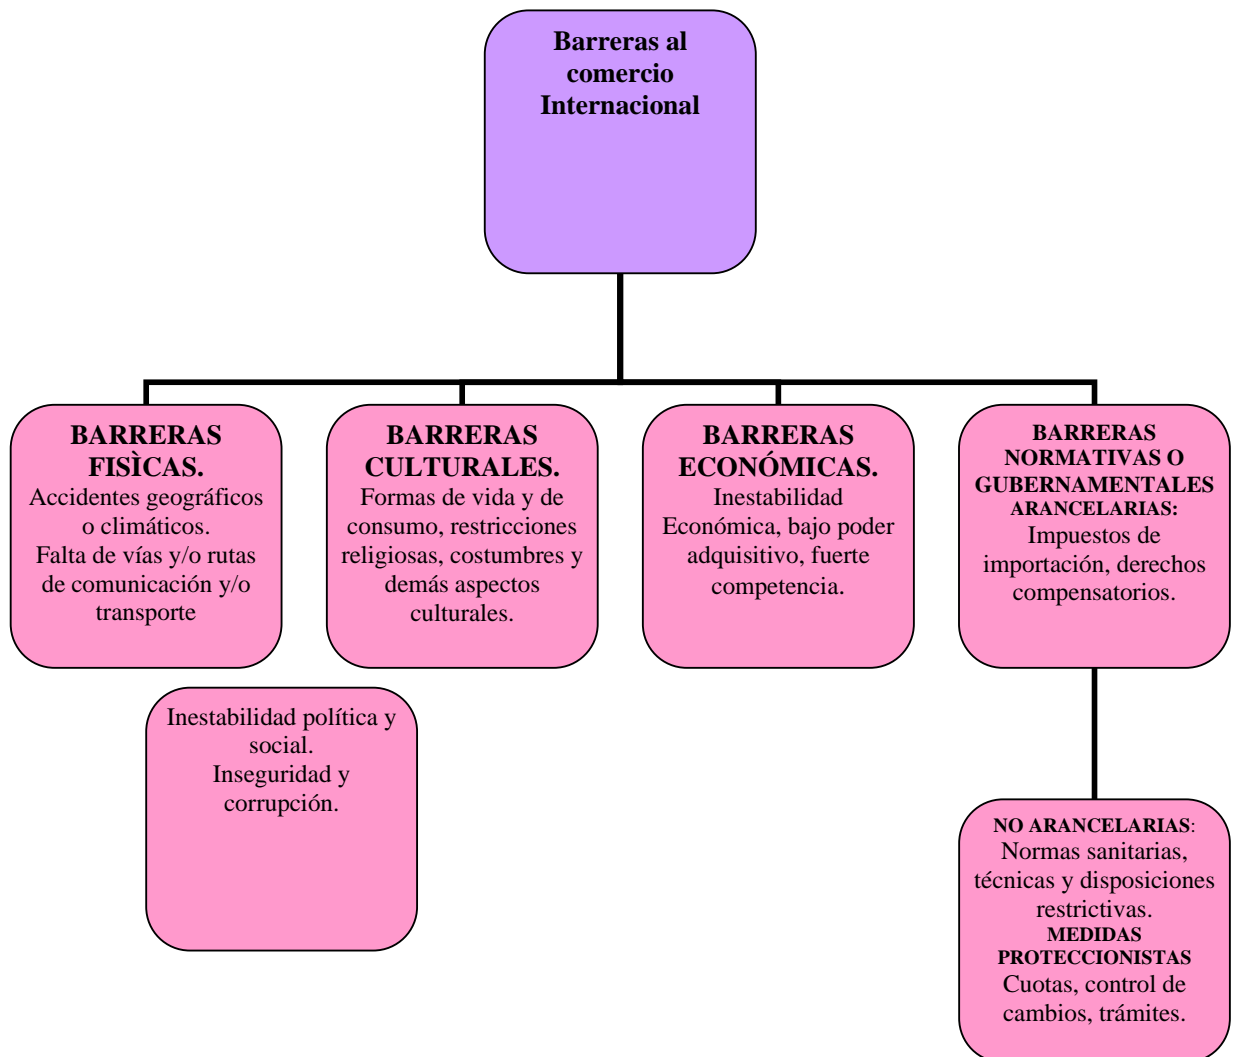 Barreras al
comercio
Internacional
BARRERAS
FISÌCAS.
Accidentes geográficos
o climáticos.
Falta de vías y/o rutas
de comunicación y/o
transporte
BARRERAS
CULTURALES.
Formas de vida y de
consumo, restricciones
religiosas, costumbres y
demás aspectos
culturales.
BARRERAS
ECONÓMICAS.
Inestabilidad
Económica, bajo poder
adquisitivo, fuerte
competencia.
BARRERAS
NORMATIVAS O
GUBERNAMENTALES
ARANCELARIAS:
Impuestos de
importación, derechos
compensatorios.
Inestabilidad política y
social.
Inseguridad y
corrupción.
NO ARANCELARIAS:
Normas sanitarias,
técnicas y disposiciones
restrictivas.
MEDIDAS
PROTECCIONISTAS
Cuotas, control de
cambios, trámites.